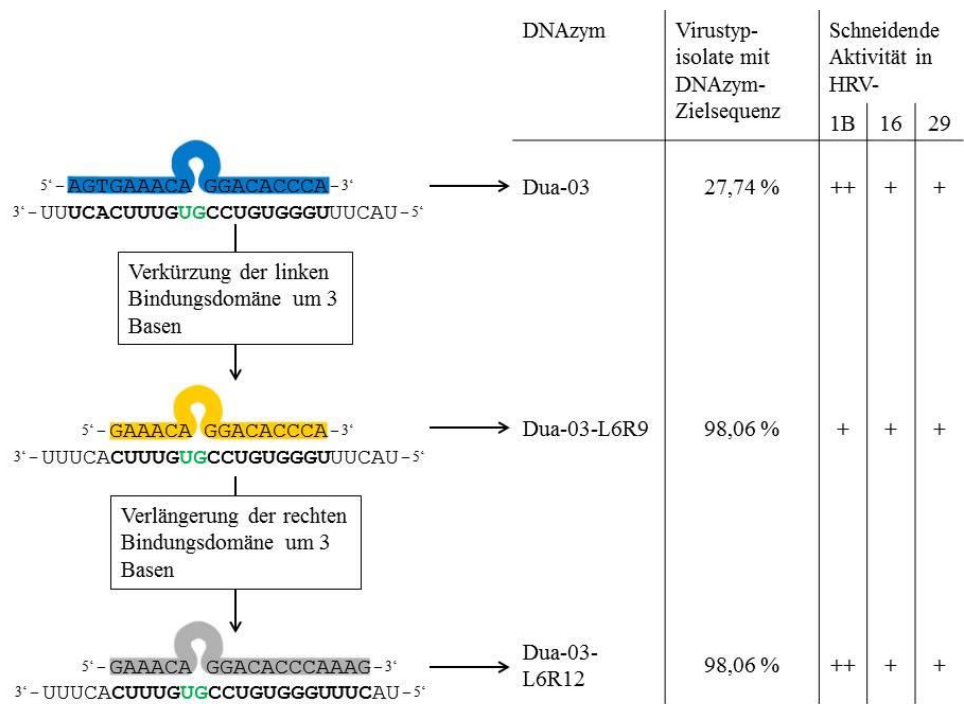 DNAzym
Virustyp-
isolate mit
DNAzym-
Zielsequenz
Schneidende
Aktivität in
HRV-
1B 16 29
5‘-AGTGAAACA GGACACCCA-3‘
3‘-UUUCACUUUGUGCCUGUGGGUUUCAU-5‘
Dua-03 27,74 % ++ + +
Verkürzung der linken
Bindungsdomäne um 3
Basen
5‘-GAAACA GGACACCCA-3‘
3‘-UUUCACUUUGUGCCUGUGGGUUUCAU-5‘
Dua-03-L6R9 98,06 % + + +
Verlängerung der rechten
Bindungsdomäne um 3
Basen
5‘-GAAACA GGACACCCAAAG-3‘
3‘-UUUCACUUUGUGCCUGUGGGUUUCAU-5‘
Dua-03-
L6R12
98,06 % ++ + +